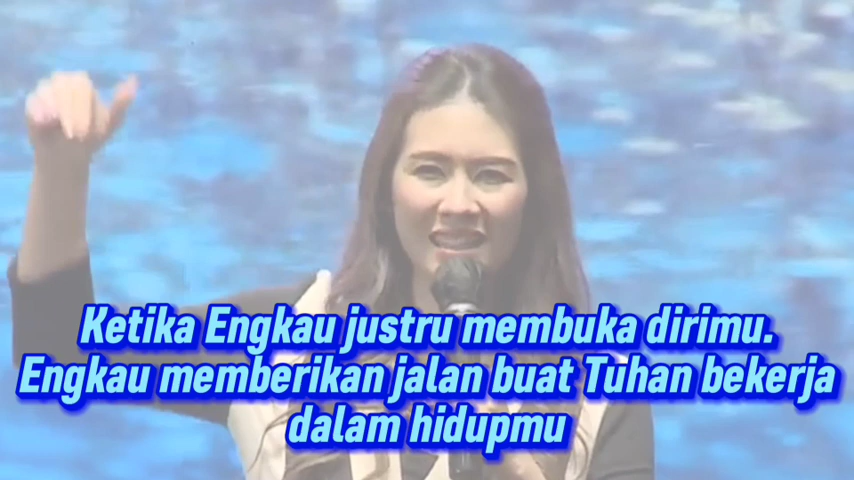 Ketika Engkau justru membuka dirimu.
Engkau memberikan jalan buat Tuhan bekerja
dalam hidupmu